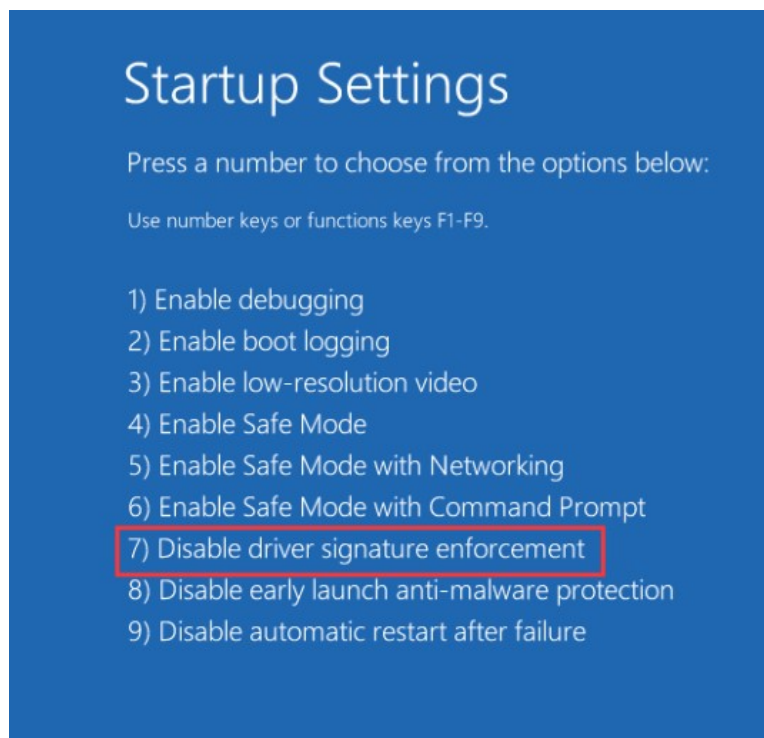 Startup Settings
Press a number to choose from the options below:
Use number keys or functions keys F1-F9.
1) Enable debugging
2) Enable boot logging
3) Enable low-resolution video
4) Enable Safe Mode
5) Enable Safe Mode with Networking
6) Enable Safe Mode with Command Prompt
7) Disable driver signature enforcement
8) Disable early launch anti-malware protection
9) Disable automatic restart after failure